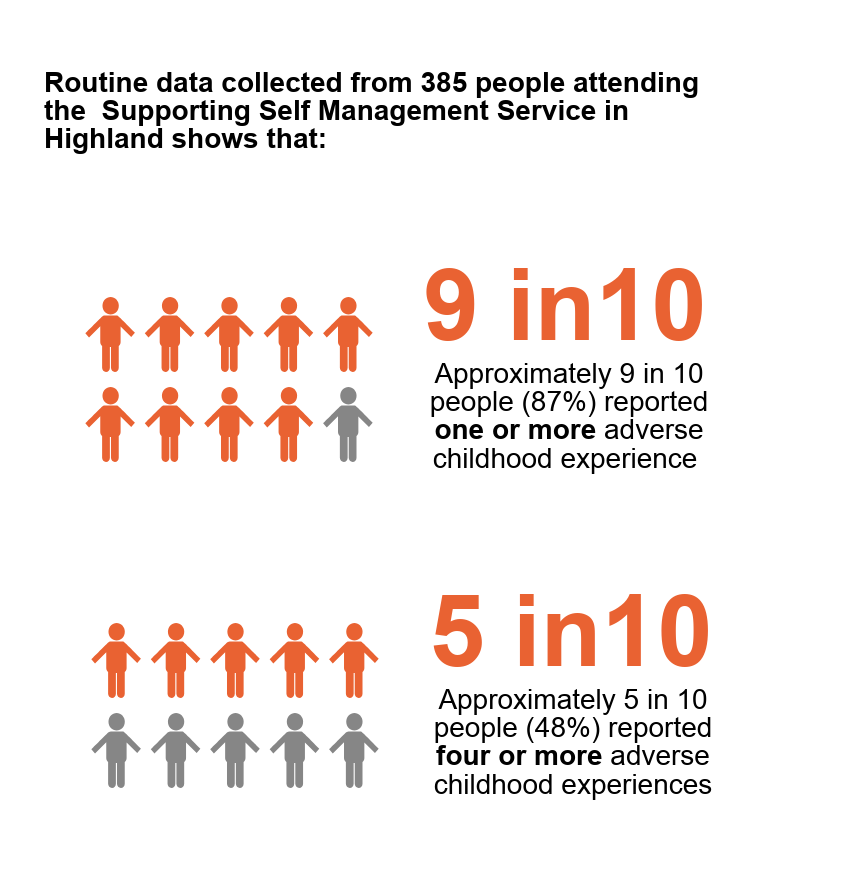 Routine data collected from 385 people attending
the  Supporting Self Management Service in
Highland shows that:
9 in10
Approximately 9 in 10
people (87%) reported
one or more adverse
childhood experience
5 in10
Approximately 5 in 10
people (48%) reported
four or more adverse
childhood experiences